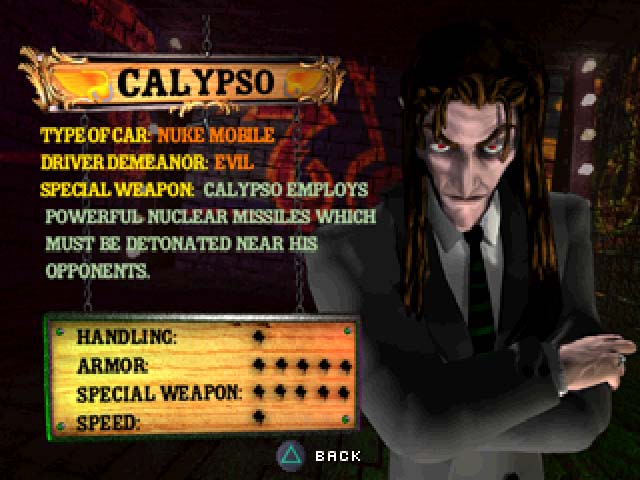 CALYPSO
TYPE OF CAR: NUKE MOBILE
DRIVER DEMEANOR: EVIL
SPECIAL WEAPON: CALYPSO EMPLOYS
POWERFUL NUCLEAR MISSILES WHICH
MUST BE DETONATED NEAR HIS
OPPONENTS.
HANDLING:
ARMOR:
SPECIAL WEAPON:
SPEED:
BACK